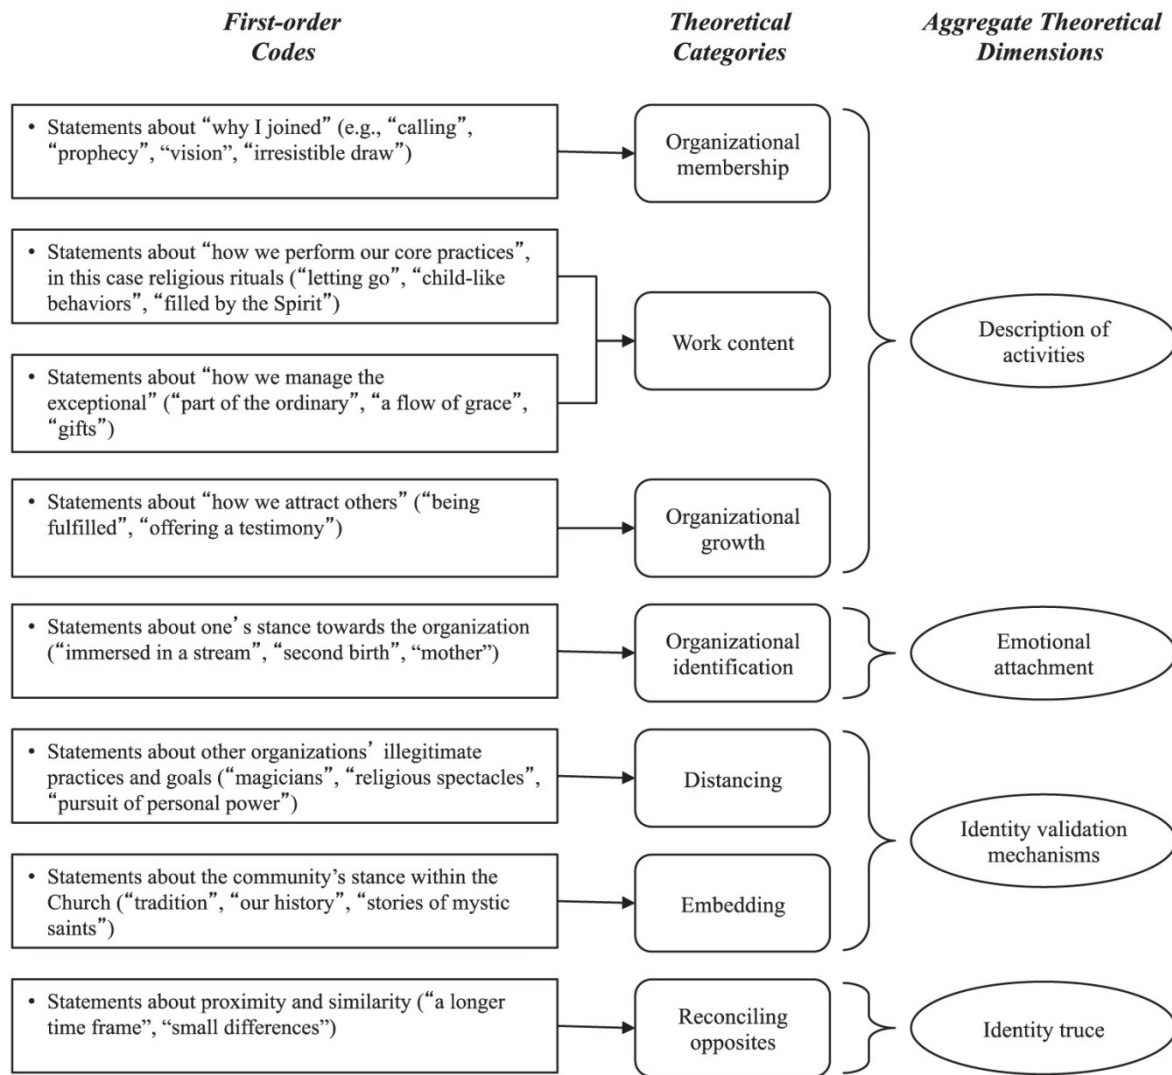 First-order
Codes
Theoretical
Categories
Aggregate Theoretical
Dimensions
• Statements about “why I joined” (e.g., “calling”,
“prophecy”, “vision”, “irresistible draw”)
Organizational
membership
• Statements about “how we perform our core practices”,
in this case religious rituals (“letting go”, “child-like
behaviors”, “filled by the Spirit”)
Work content
Description of
activities
• Statements about “how we manage the
exceptional” (“part of the ordinary”, “a flow of grace”,
“gifts”)
• Statements about “how we attract others” (“being
fulfilled”, “offering a testimony”)
Organizational
growth
• Statements about one’s stance towards the organization
(“immersed in a stream”, “second birth”, “mother”)
Organizational
identification
Emotional
attachment
• Statements about other organizations’ illegitimate
practices and goals (“magicians”, “religious spectacles”,
“pursuit of personal power”)
Distancing
Identity validation
mechanisms
• Statements about the community’s stance within the
Church (“tradition”, “our history”, “stories of mystic
saints”)
Embedding
• Statements about proximity and similarity (“a longer
time frame”, “small differences”)
Reconciling
opposites
Identity truce